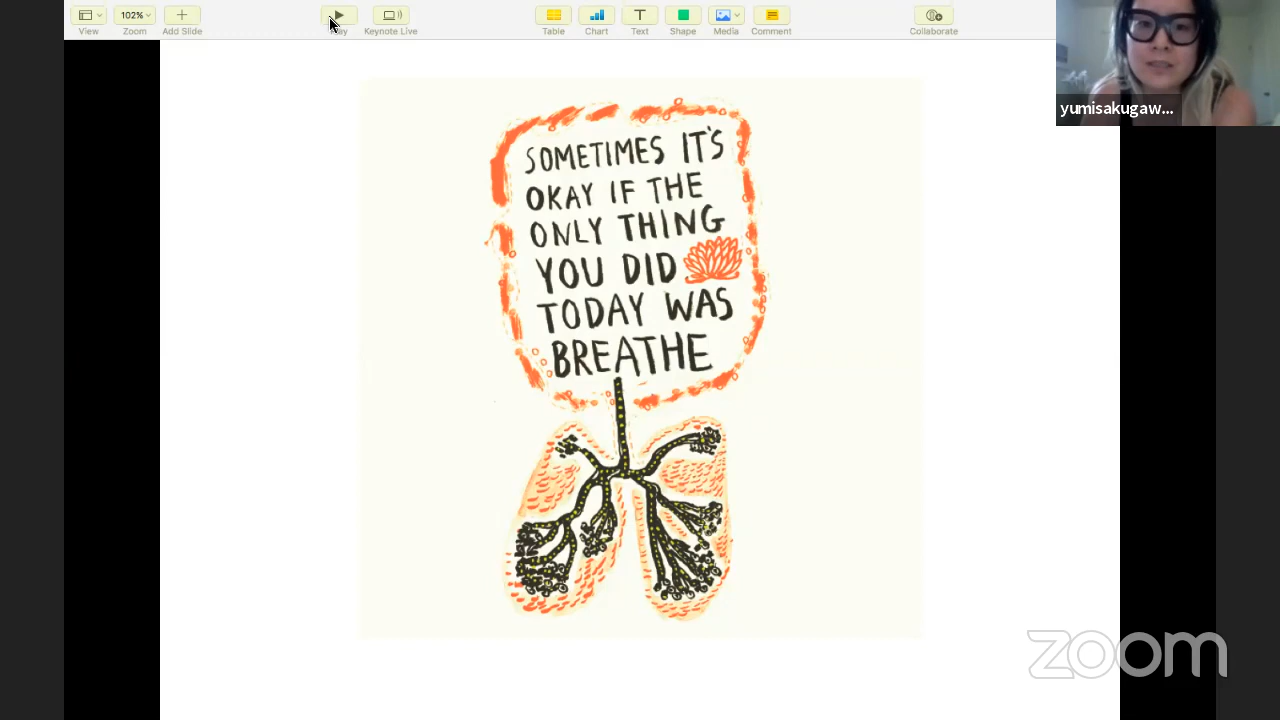 View
102%
Zoom
Add Slide
Keynote Live
Table
Chart
Text
Shape
Media
Comment
Collaborate
yumisakugaw...
SOMETIMES IT'S
OKAY IF THE
ONLY THING
YOU DID
TODAY WAS
BREATHE
zoom